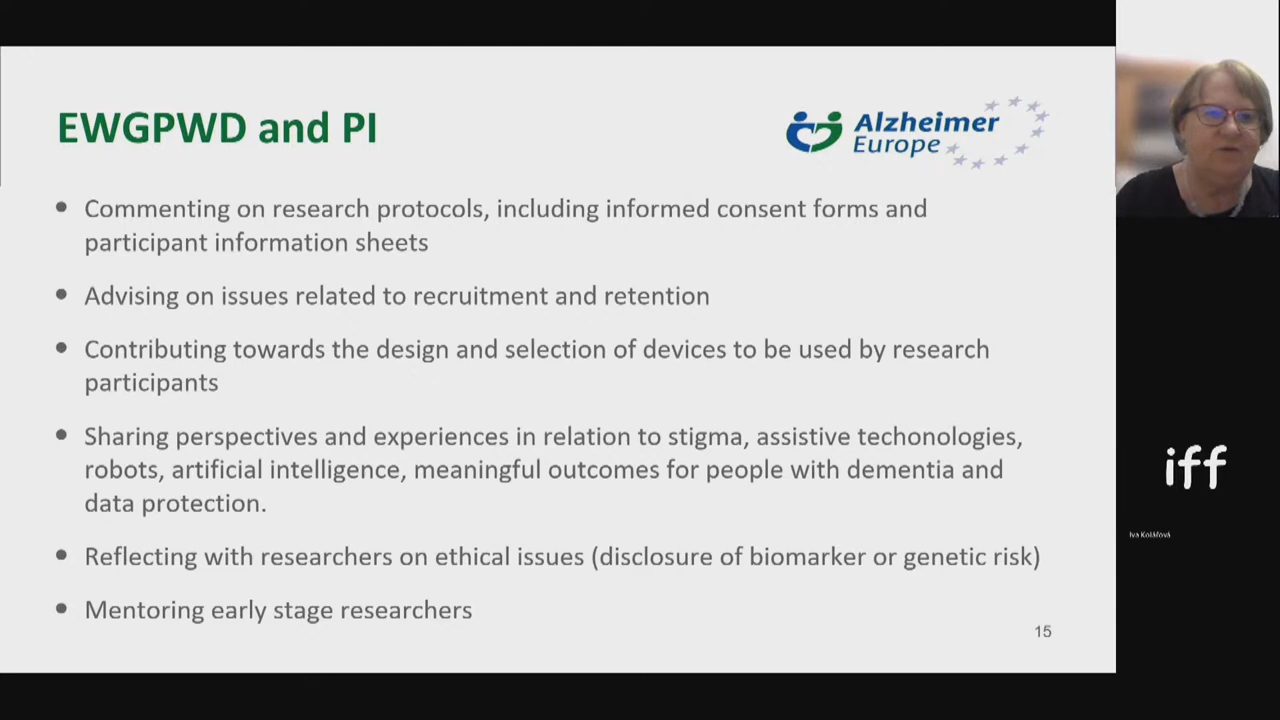 EWGPWD and PI
Alzheimer
Europe
• Commenting on research protocols, including informed consent forms and
participant information sheets
• Advising on issues related to recruitment and retention
• Contributing towards the design and selection of devices to be used by research
participants
• Sharing perspectives and experiences in relation to stigma, assistive techonologies,
robots, artificial intelligence, meaningful outcomes for people with dementia and
data protection.
• Reflecting with researchers on ethical issues (disclosure of biomarker or genetic risk)
• Mentoring early stage researchers
15
iff
Iva Kolářová